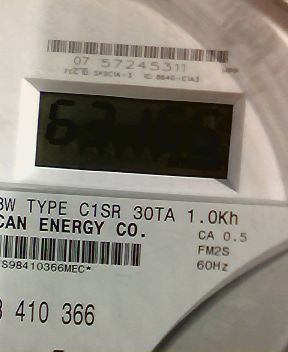 07 57245311
FCC ID: SK9C1A-3 IC: 864G-C1A3
3W TYPE C1SR 30TA 1.0Kh
CAN ENERGY CO.
CA 0.5
FM2S
60Hz
*S98410366MEC*
410 366